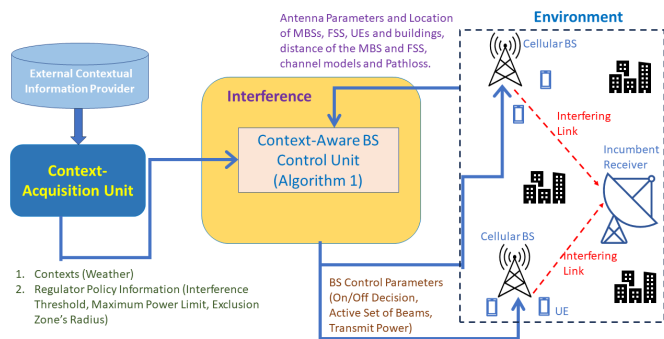 Antenna Parameters and Location
of MBSs, FSS, UEs and buildings,
distance of the MBS and FSS,
channel models and Pathloss.
Environment
Cellular BS
External Contextual
Information Provider
Interference
Context-Aware BS
Control Unit
(Algorithm 1)
Interfering
Link
Incumbent
Receiver
Context-
Acquisition Unit
Cellular BS
Interfering
Link
1. Contexts (Weather)
2. Regulator Policy Information (Interference
Threshold, Maximum Power Limit, Exclusion
Zone's Radius)
BS Control Parameters
(On/Off Decision,
Active Set of Beams,
Transmit Power)
UE